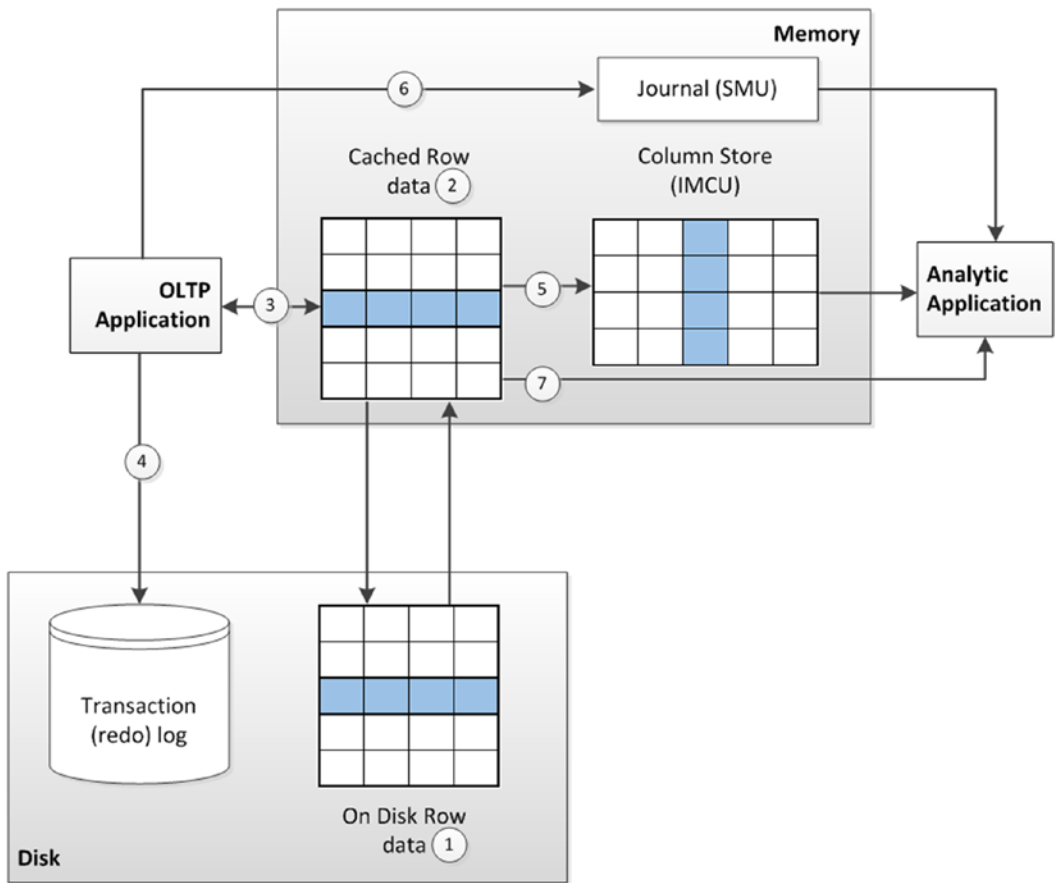 Memory
6
Journal (SMU)
Cached Row
data 2
Column Store
(IMCU)
OLTP
Application
3
5
Analytic
Application
7
4
Transaction
(redo) log
On Disk Row
data 1
Disk